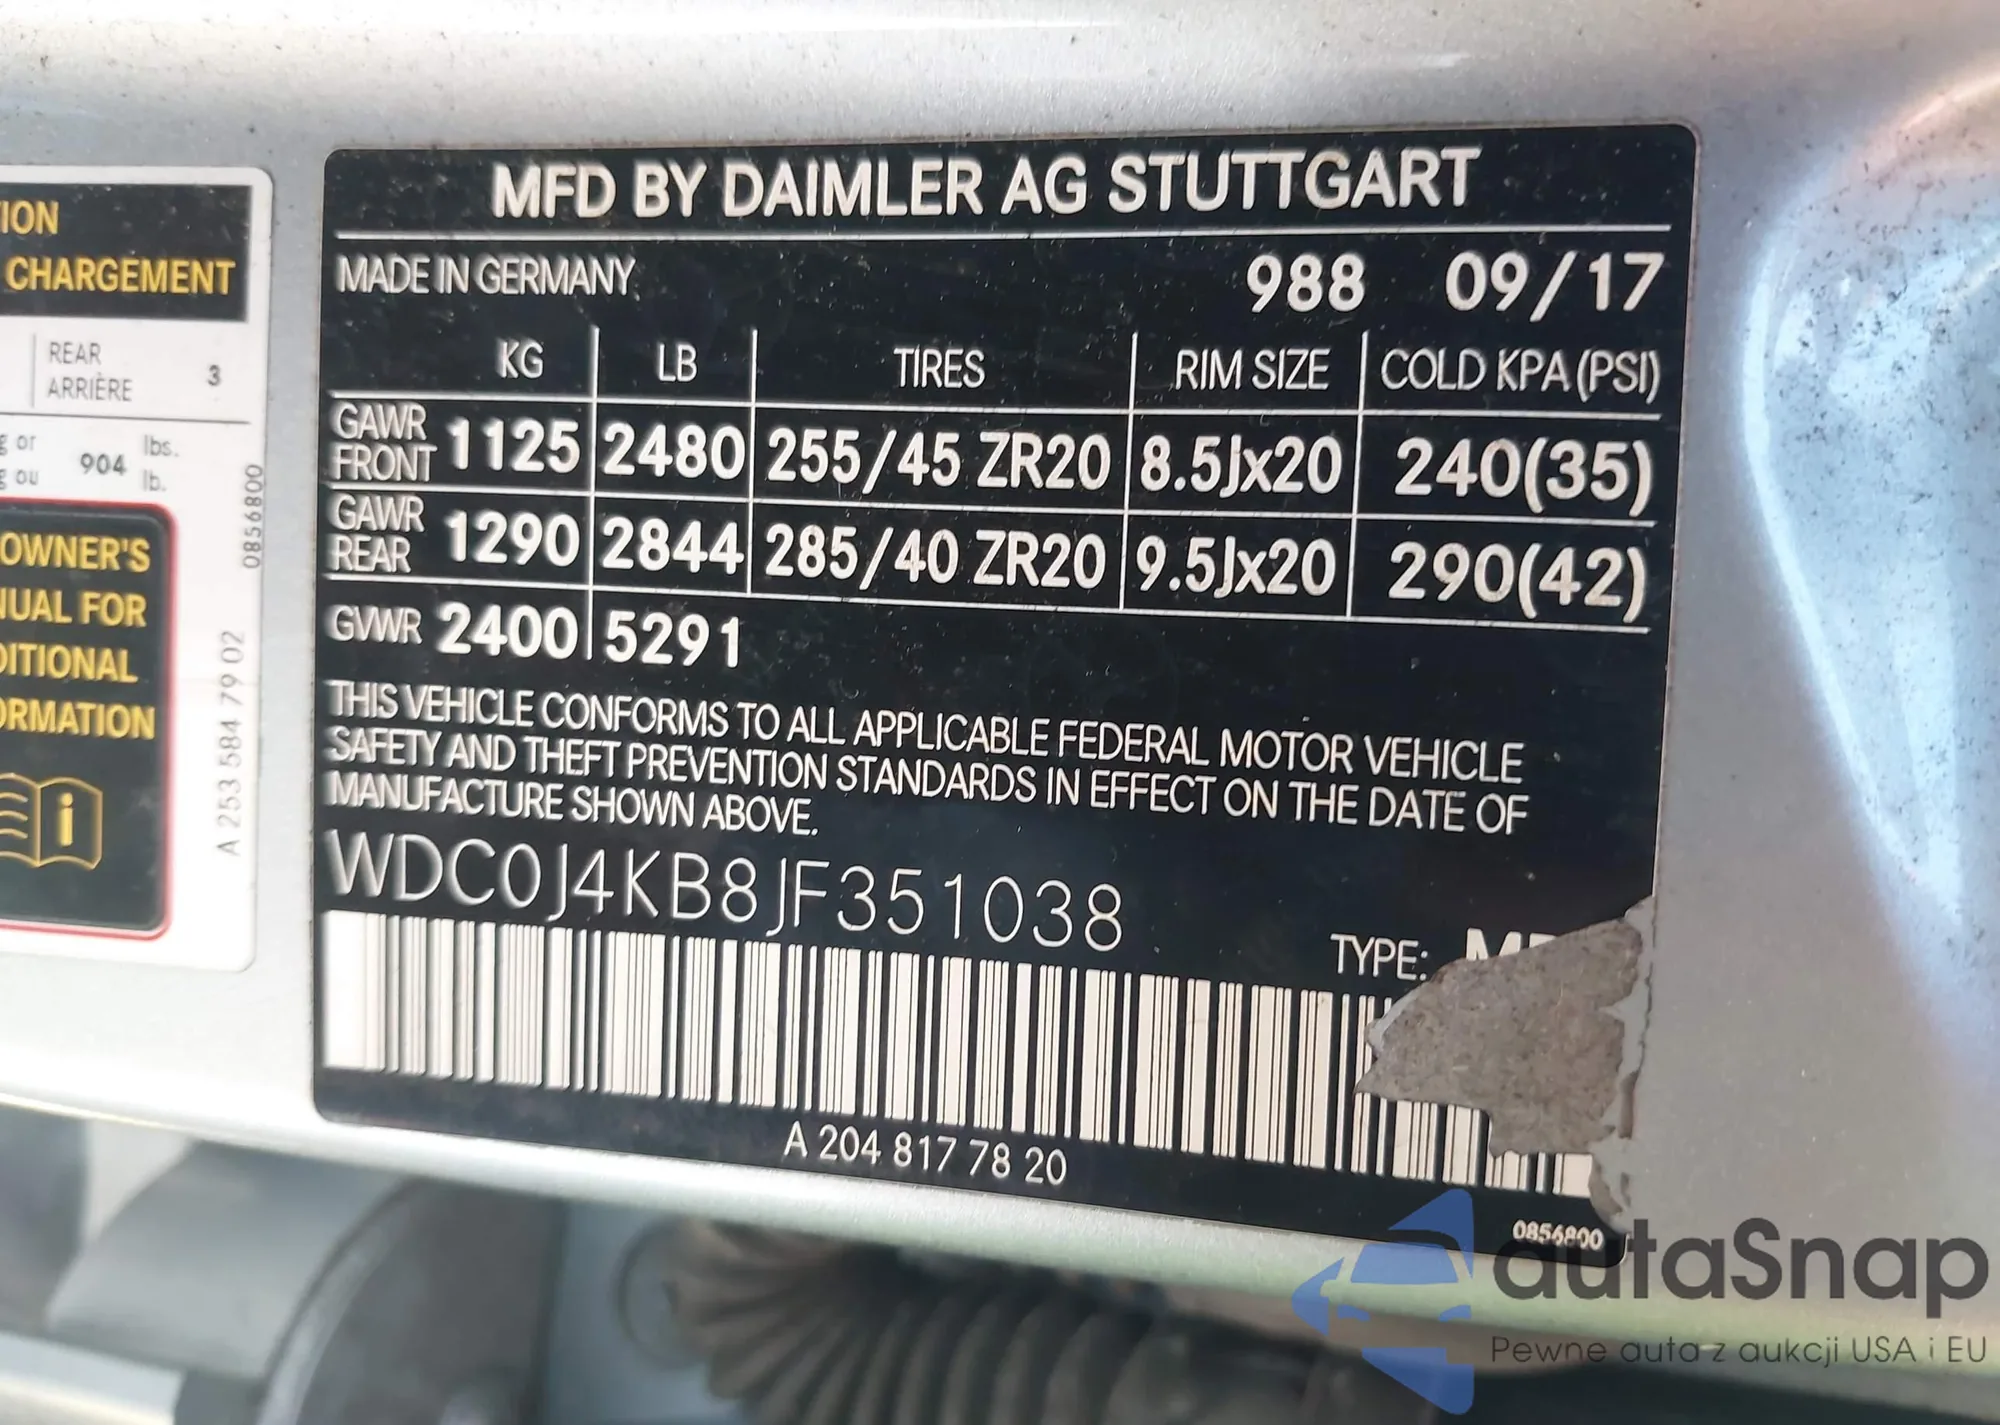 MFD BY DAIMLER AG STUTTGART
MADE IN GERMANY 988 09/17
KG LB TIRES RIM SIZE COLD KPA (PSI)
GAWR FRONT 1125 2480 255/45 ZR20 8.5Jx20 240(35)
GAWR REAR 1290 2844 285/40 ZR20 9.5Jx20 290(42)
GVWR 2400 5291
THIS VEHICLE CONFORMS TO ALL APPLICABLE FEDERAL MOTOR VEHICLE
SAFETY AND THEFT PREVENTION STANDARDS IN EFFECT ON THE DATE OF
MANUFACTURE SHOWN ABOVE.
WDC0J4KB8JF351038
TYPE:
A 204 817 78 20
0856800
CHARGEMENT
REAR
ARRIÈRE 3
or 904 lbs.
ou lb.
OWNER'S
FOR
0856800
A 253 584 79 02
autaSnap
Pewne auta z aukcji USA i EU